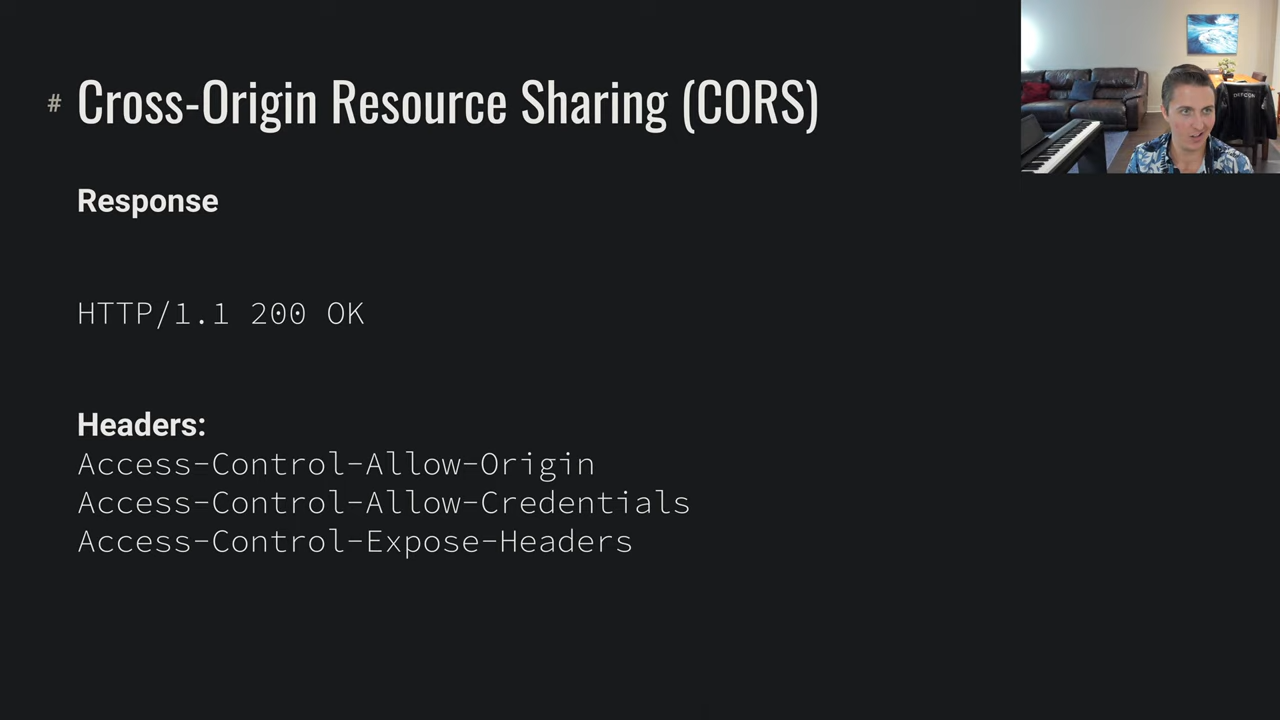 # Cross-Origin Resource Sharing (CORS)
Response
HTTP/1.1 200 OK
Headers:
Access-Control-Allow-Origin
Access-Control-Allow-Credentials
Access-Control-Expose-Headers
DEFCON